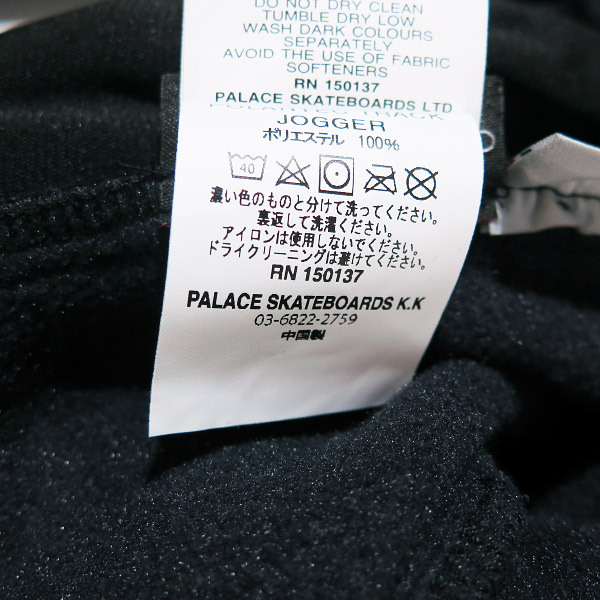 DO NOT DRY CLEAN
TUMBLE DRY LOW
WASH DARK COLOURS
SEPARATELY
AVOID THE USE OF FABRIC
SOFTENERS
RN 150137
PALACE SKATEBOARDS LTD
TRACK
JOGGER
ポリエステル 100%
40
濃い色のものと分けて洗ってください。
裏返して洗濯ください。
アイロンは使用しないでください。
ドライクリーニングは避けてください。
RN 150137
PALACE SKATEBOARDS K.K
03-6822-2759
中国製